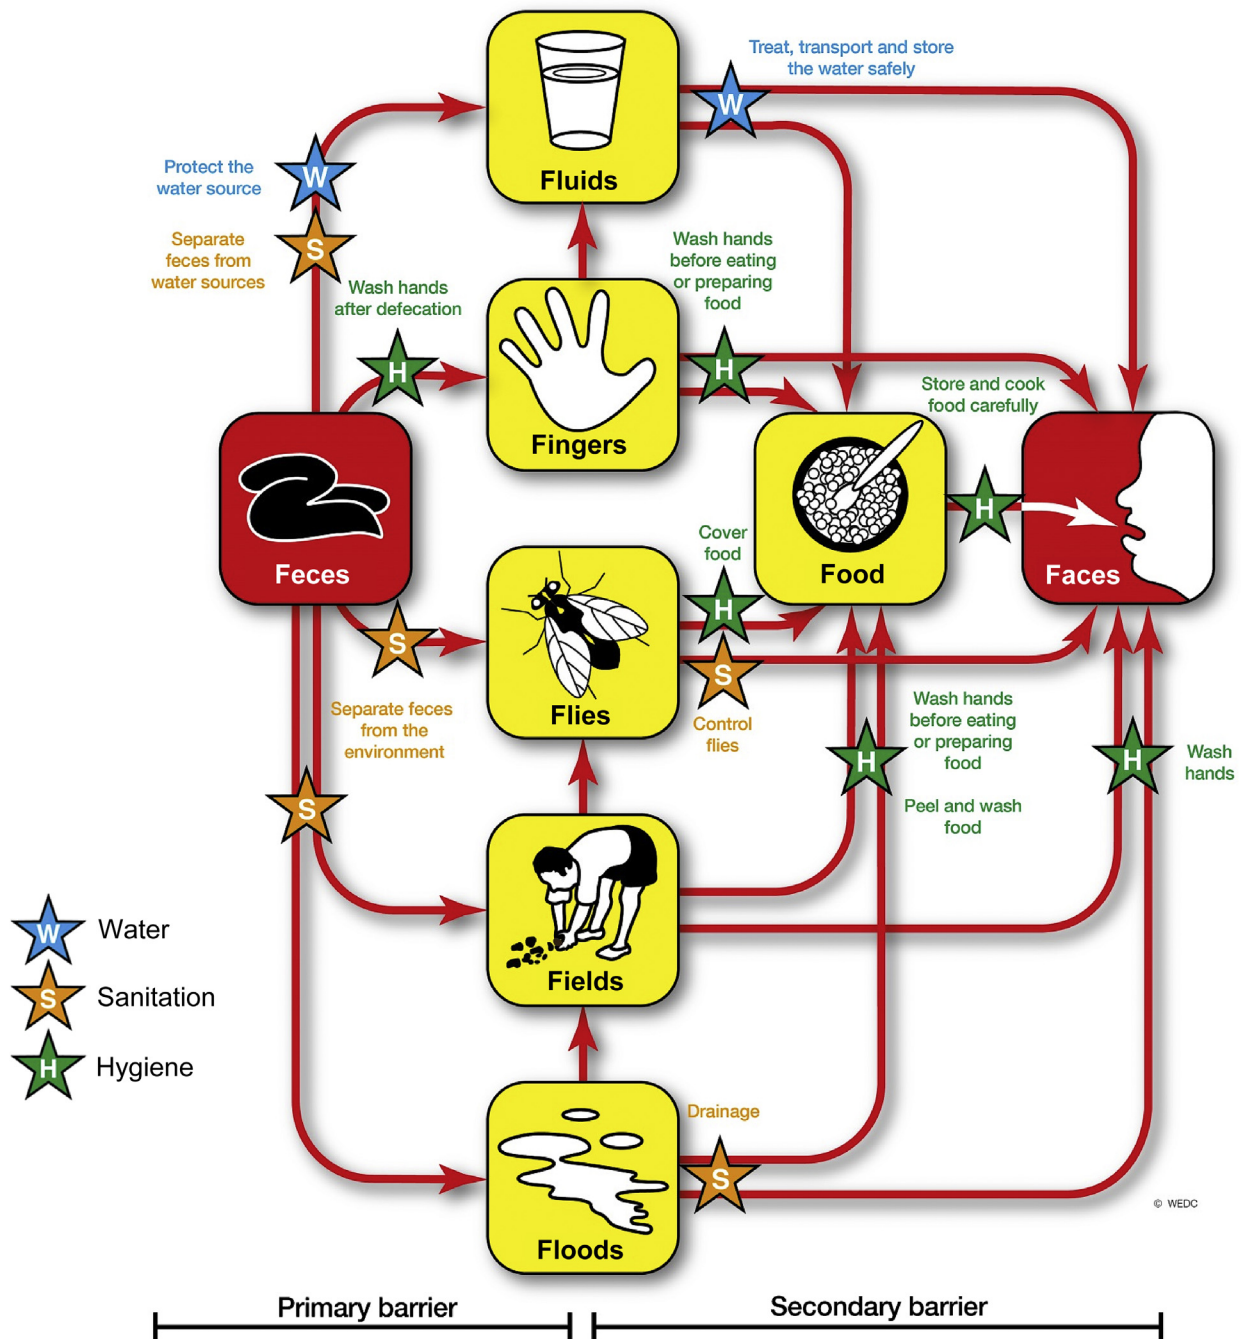 Treat, transport and store
the water safely
W
Fluids
Protect the
water source
W
Separate
feces from
water sources
S
Wash hands
after defecation
H
Wash hands
before eating
or preparing
food
H
Fingers
Store and cook
food carefully
H
Feces
Food
Faces
Cover
food
H
S
Separate feces
from the
environment
Flies
S
Control
flies
Wash hands
before eating
or preparing
food
H
Peel and wash
food
H
Wash
hands
S
Fields
W Water
S Sanitation
H Hygiene
Drainage
S
Floods
© WEDC
Primary barrier
Secondary barrier